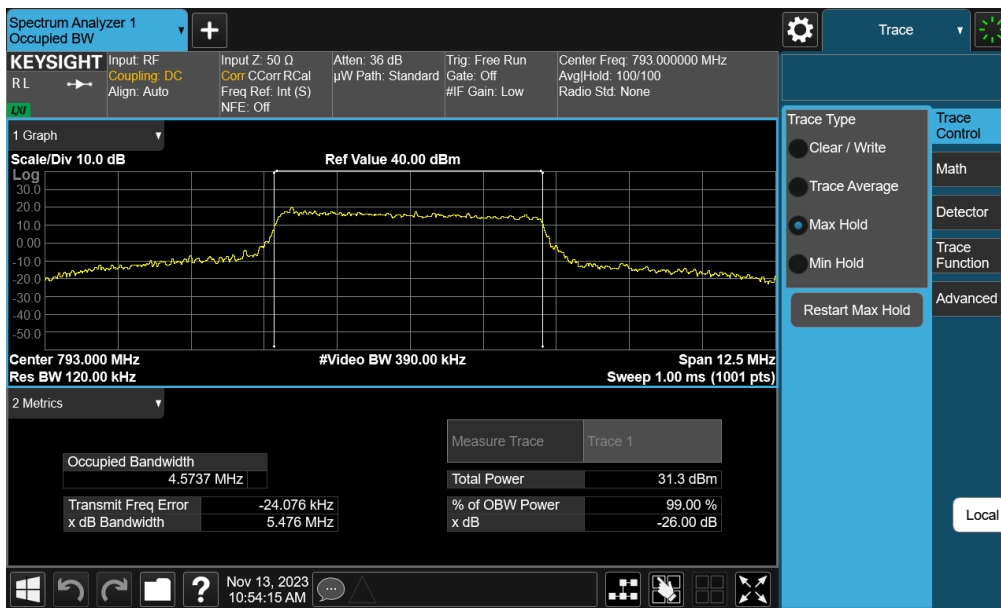 Spectrum Analyzer 1
Occupied BW
Trace
KEYSIGHT
R L
LXI
Input: RF
Coupling: DC
Align: Auto
Input Z: 50 Ω
Corr CCorr RCal
Freq Ref: Int (S)
NFE: Off
Atten: 36 dB
µW Path: Standard
Trig: Free Run
Gate: Off
#IF Gain: Low
Center Freq: 793.000000 MHz
Avg|Hold: 100/100
Radio Std: None
1 Graph
Scale/Div 10.0 dB
Ref Value 40.00 dBm
Log
30.0
20.0
10.0
0.00
-10.0
-20.0
-30.0
-40.0
-50.0
Center 793.000 MHz
#Video BW 390.00 kHz
Span 12.5 MHz
Res BW 120.00 kHz
Sweep 1.00 ms (1001 pts)
2 Metrics
Measure Trace
Trace 1
Occupied Bandwidth
4.5737 MHz
Total Power
31.3 dBm
Transmit Freq Error
-24.076 kHz
% of OBW Power
99.00 %
x dB Bandwidth
5.476 MHz
x dB
-26.00 dB
Trace Type
Clear / Write
Trace Average
Max Hold
Min Hold
Restart Max Hold
Trace
Control
Math
Detector
Trace
Function
Advanced
Local
?
Nov 13, 2023
10:54:15 AM